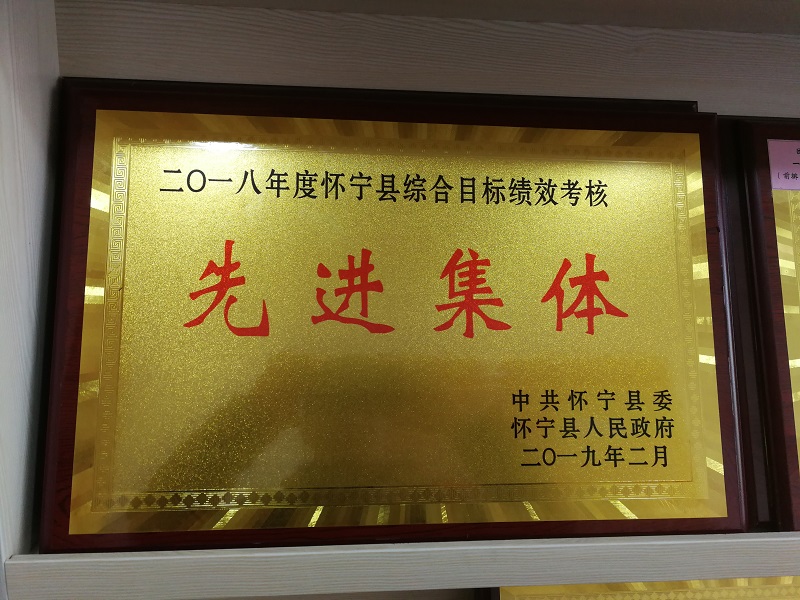 二〇一八年度怀宁县综合目标绩效考核
先进集体
中共怀宁县委
怀宁县人民政府
二〇一九年二月